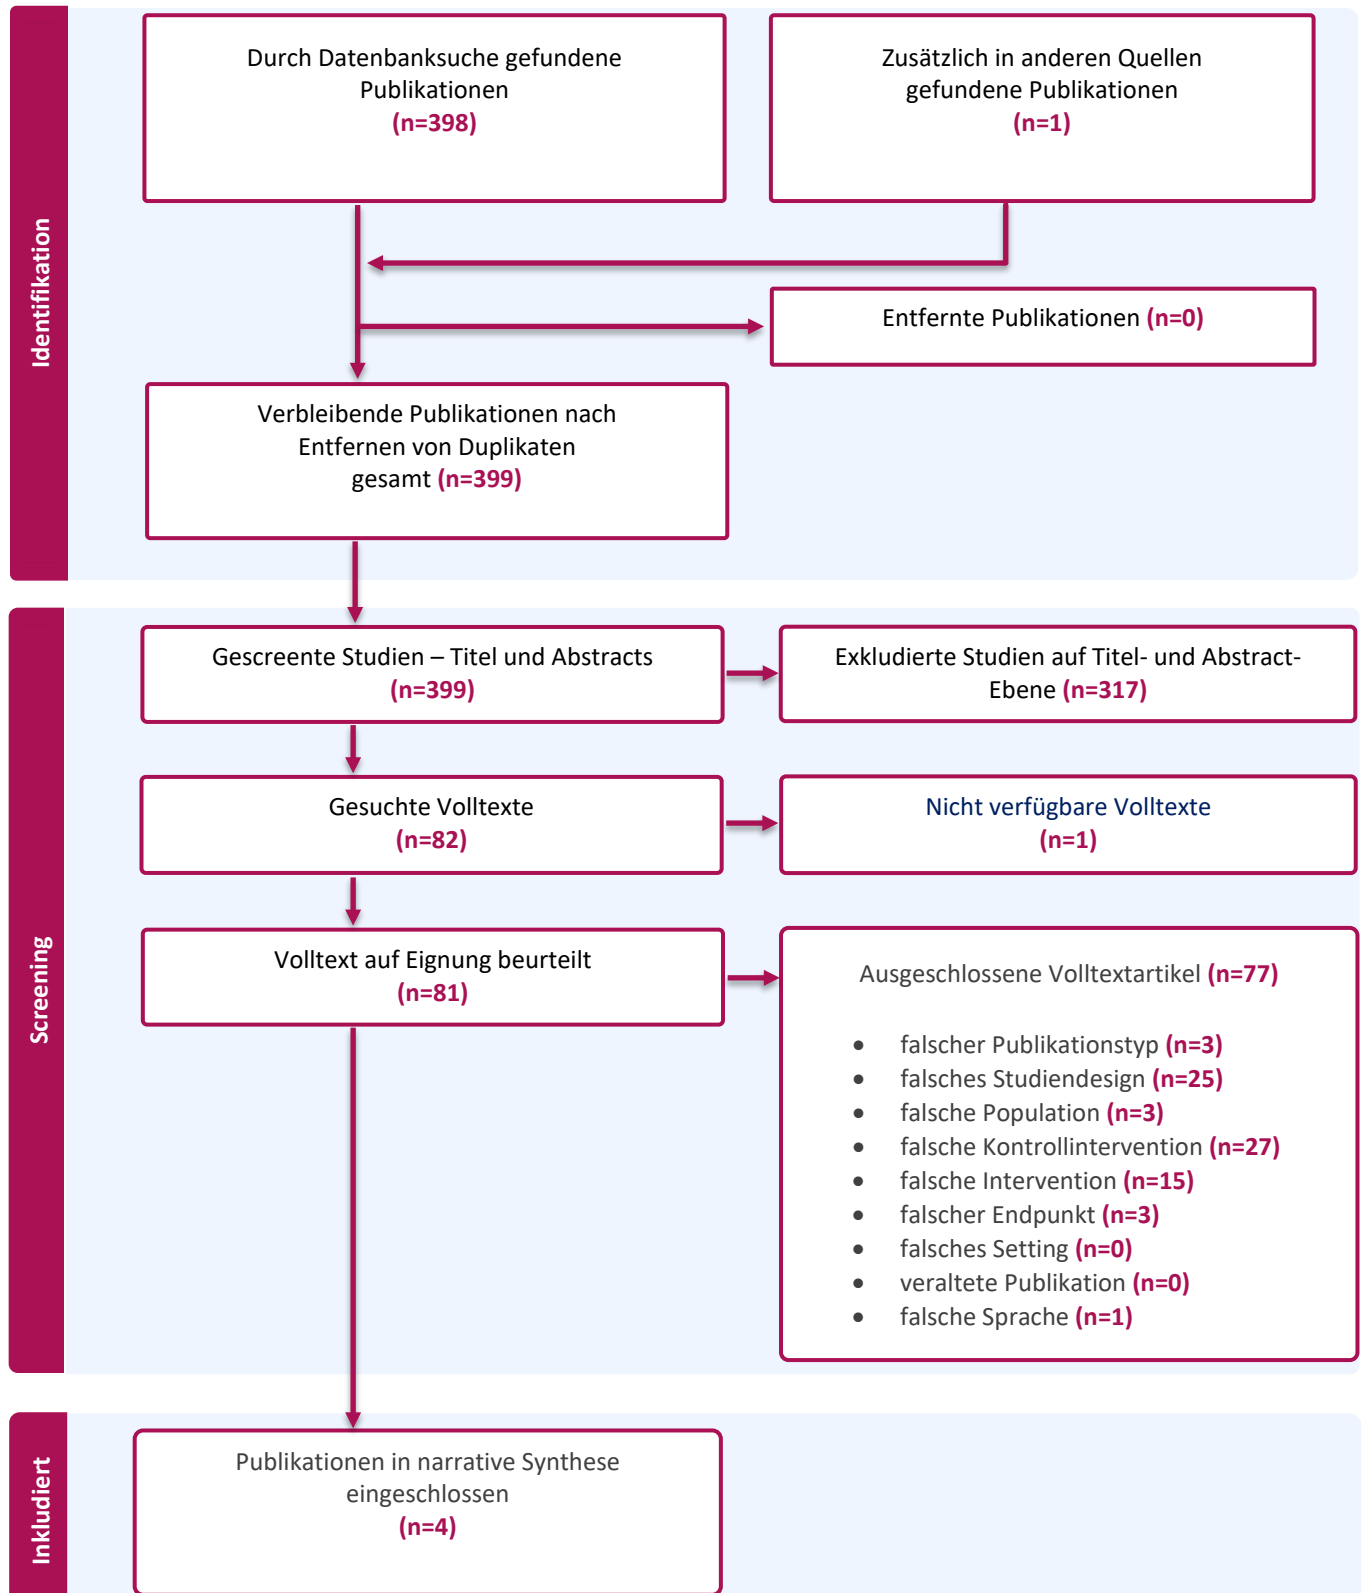 Identifikation
Durch Datenbanksuche gefundene
Publikationen
(n=398)
Zusätzlich in anderen Quellen
gefundene Publikationen
(n=1)
Entfernte Publikationen (n=0)
Verbleibende Publikationen nach
Entfernen von Duplikaten
gesamt (n=399)
Screening
Gescreente Studien – Titel und Abstracts
(n=399)
Exkludierte Studien auf Titel- und Abstract-
Ebene (n=317)
Gesuchte Volltexte
(n=82)
Nicht verfügbare Volltexte
(n=1)
Volltext auf Eignung beurteilt
(n=81)
Ausgeschlossene Volltextartikel (n=77)
• falscher Publikationstyp (n=3)
• falsches Studiendesign (n=25)
• falsche Population (n=3)
• falsche Kontrollintervention (n=27)
• falsche Intervention (n=15)
• falscher Endpunkt (n=3)
• falsches Setting (n=0)
• veraltete Publikation (n=0)
• falsche Sprache (n=1)
Inkludiert
Publikationen in narrative Synthese
eingeschlossen
(n=4)